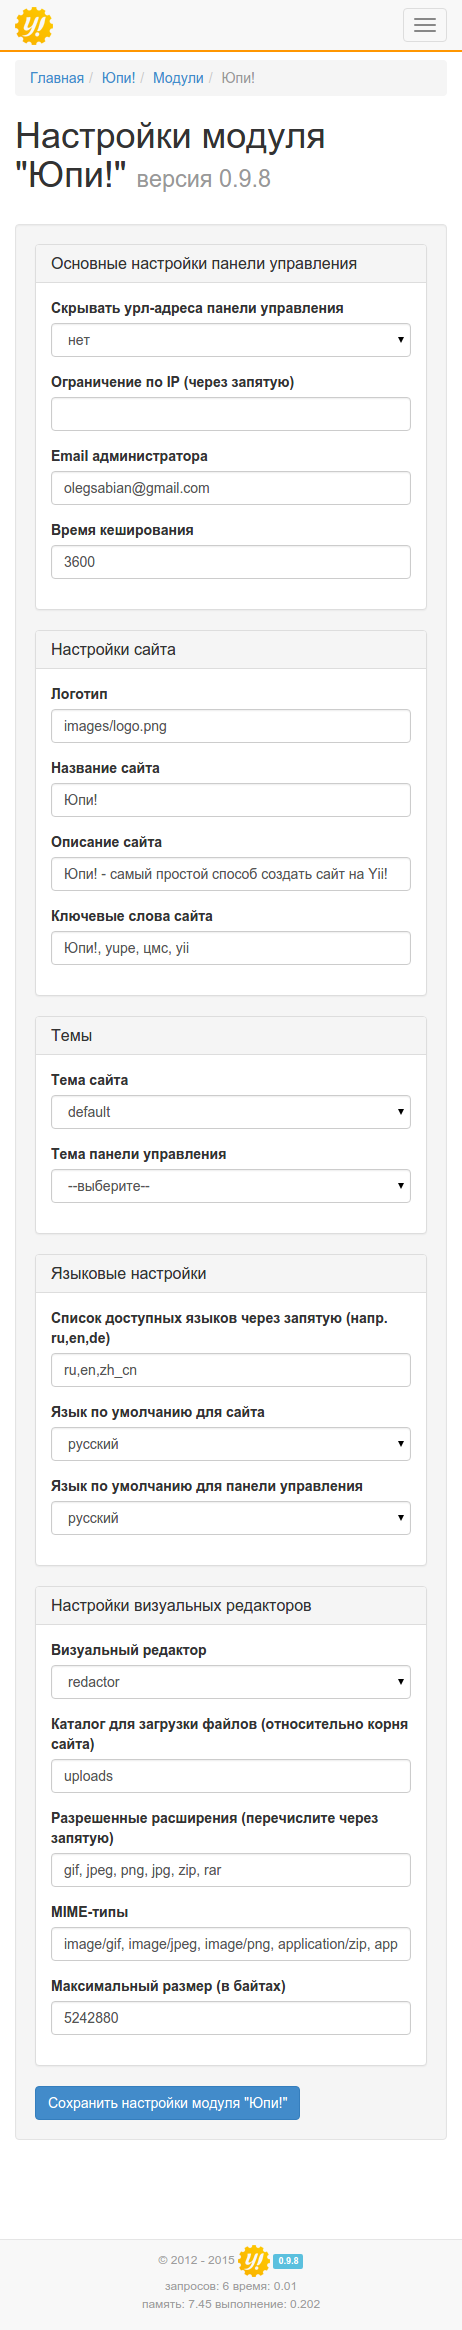 y!
Главная / Юпи! / Модули / Юпи!
Настройки модуля
"Юпи!" версия 0.9.8
Основные настройки панели управления
Скрывать урл-адреса панели управления
нет
Ограничение по IP (через запятую)
Email администратора
olegsabian@gmail.com
Время кеширования
3600
Настройки сайта
Логотип
images/logo.png
Название сайта
Юпи!
Описание сайта
Юпи! - самый простой способ создать сайт на Yii!
Ключевые слова сайта
Юпи!, yupe, цмс, yii
Темы
Тема сайта
default
Тема панели управления
--выберите--
Языковые настройки
Список доступных языков через запятую (напр.
ru,en,de)
ru,en,zh_cn
Язык по умолчанию для сайта
русский
Язык по умолчанию для панели управления
русский
Настройки визуальных редакторов
Визуальный редактор
redactor
Каталог для загрузки файлов (относительно корня
сайта)
uploads
Разрешенные расширения (перечислите через
запятую)
gif, jpeg, png, jpg, zip, rar
MIME-типы
image/gif, image/jpeg, image/png, application/zip, app
Максимальный размер (в байтах)
5242880
Сохранить настройки модуля "Юпи!"
© 2012 - 2015 y! 0.9.8
запросов: 6 время: 0.01
память: 7.45 выполнение: 0.202